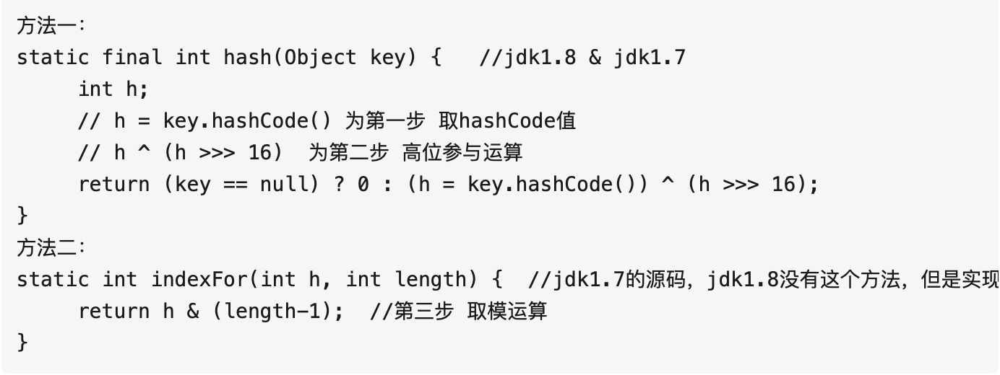 方法一:
static final int hash(Object key) {   //jdk1.8 & jdk1.7
     int h;
     // h = key.hashCode() 为第一步 取hashCode值
     // h ^ (h >>> 16)  为第二步 高位参与运算
     return (key == null) ? 0 : (h = key.hashCode()) ^ (h >>> 16);
}
方法二:
static int indexFor(int h, int length) {  //jdk1.7的源码，jdk1.8没有这个方法，但是实现
     return h & (length-1);  //第三步 取模运算
}